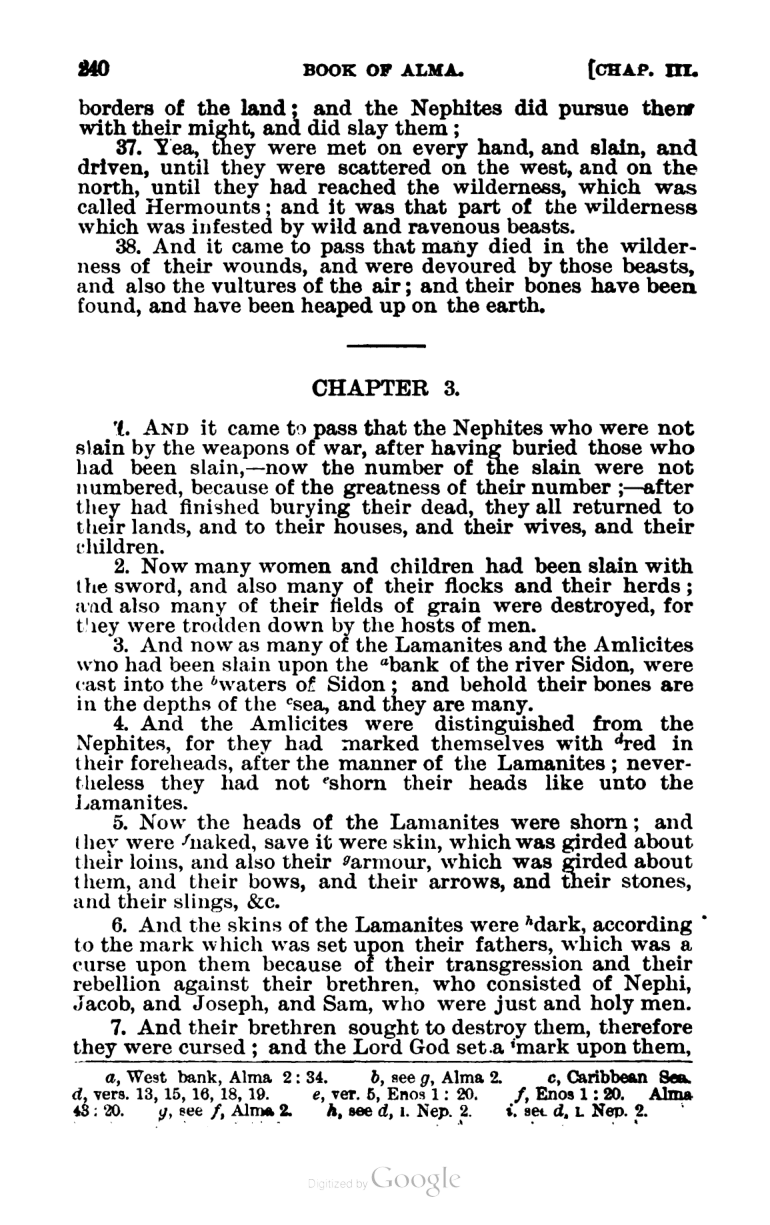 240 BOOK OF ALMA. [CHAP. III.
borders of the land; and the Nephites did pursue them
with their might, and did slay them;
37. Yea, they were met on every hand, and slain, and
driven, until they were scattered on the west, and on the
north, until they had reached the wilderness, which was
called Hermounts; and it was that part of the wilderness
which was infested by wild and ravenous beasts.
38. And it came to pass that many died in the wilder-
ness of their wounds, and were devoured by those beasts,
and also the vultures of the air; and their bones have been
found, and have been heaped up on the earth.
CHAPTER 3.
1. AND it came to pass that the Nephites who were not
slain by the weapons of war, after having buried those who
had been slain,—now the number of the slain were not
numbered, because of the greatness of their number;—after
they had finished burying their dead, they all returned to
their lands, and to their houses, and their wives, and their
children.
2. Now many women and children had been slain with
the sword, and also many of their flocks and their herds;
and also many of their fields of grain were destroyed, for
they were trodden down by the hosts of men.
3. And now as many of the Lamanites and the Amlicites
who had been slain upon the ᵃbank of the river Sidon, were
cast into the ᵇwaters of Sidon; and behold their bones are
in the depths of the ᶜsea, and they are many.
4. And the Amlicites were distinguished from the
Nephites, for they had marked themselves with ᵈred in
their foreheads, after the manner of the Lamanites; never-
theless they had not ᵉshorn their heads like unto the
Lamanites.
5. Now the heads of the Lamanites were shorn; and
they were ᶠnaked, save it were skin, which was girded about
their loins, and also their ᵍarmour, which was girded about
them, and their bows, and their arrows, and their stones,
and their slings, &c.
6. And the skins of the Lamanites were ʰdark, according
to the mark which was set upon their fathers, which was a
curse upon them because of their transgression and their
rebellion against their brethren, who consisted of Nephi,
Jacob, and Joseph, and Sam, who were just and holy men.
7. And their brethren sought to destroy them, therefore
they were cursed; and the Lord God set a ⁱmark upon them,
a, West bank, Alma 2: 34. b, see g, Alma 2. c, Caribbean Sea.
d, vers. 13, 15, 16, 18, 19. e, ver. 5, Enos 1: 20. f, Enos 1: 20. Alma
43: 20. g, see f, Alma 2. h, see d, I. Nep. 2. i, see d, I. Nep. 2.
Digitized by Google